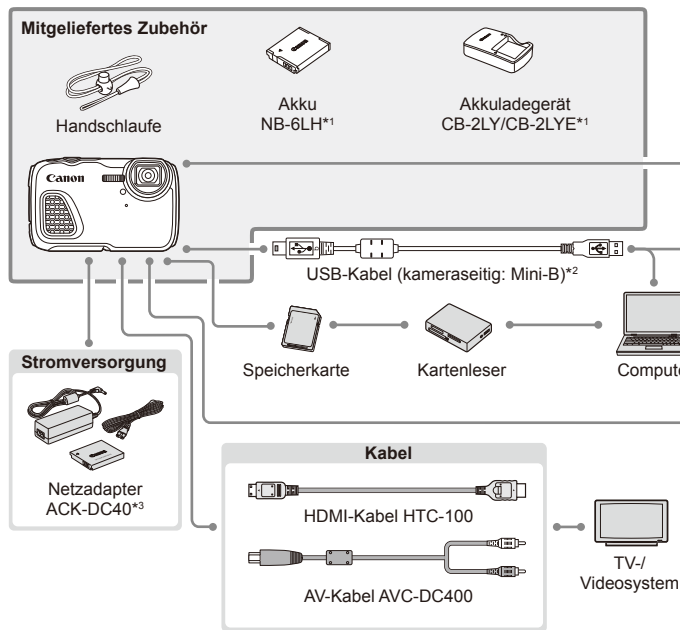 Mitgeliefertes Zubehör
Handschlaufe
Canon
Akku
NB-6LH*1
Akkuladegerät
CB-2LY/CB-2LYE*1
Canon
USB-Kabel (kameraseitig: Mini-B)*2
Speicherkarte
Kartenleser
Compute
Stromversorgung
Netzadapter
ACK-DC40*3
Kabel
HDMI-Kabel HTC-100
AV-Kabel AVC-DC400
TV-/
Videosystem